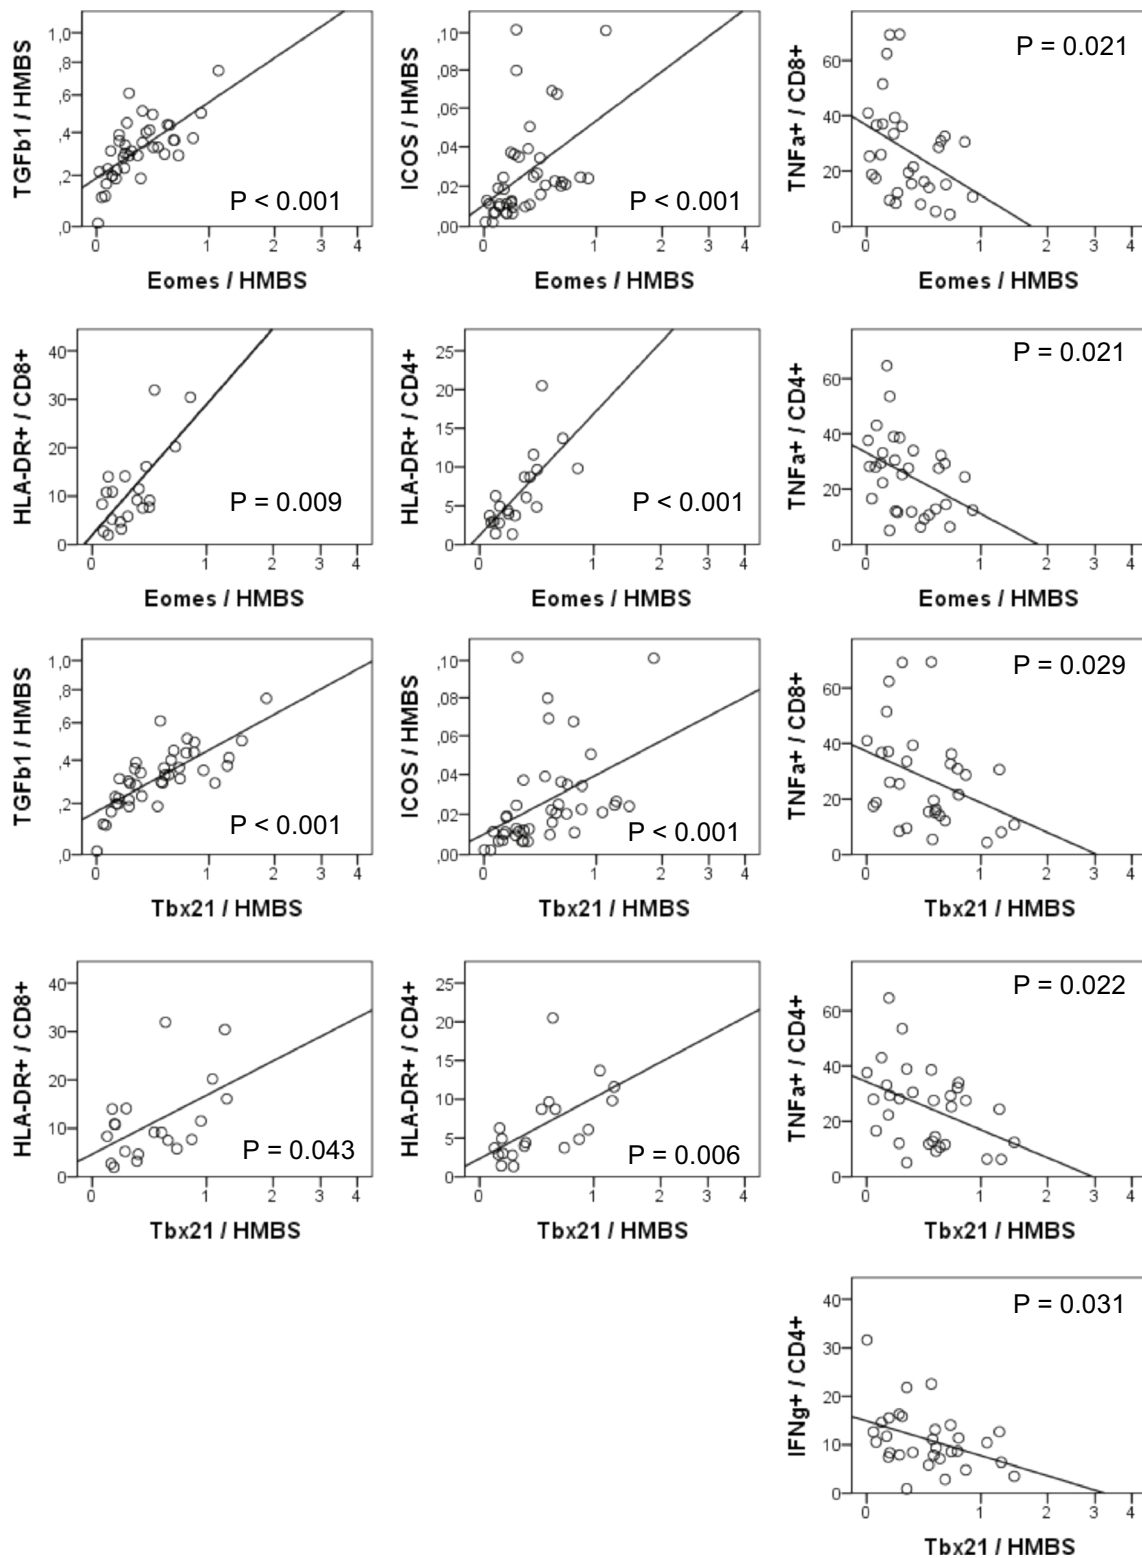 TGFb1 / HMBS
1,0
,8
,6
,4
,2
,0
P < 0.001
0 1 2 3 4
Eomes / HMBS
ICOS / HMBS
,10
,08
,06
,04
,02
,00
P < 0.001
0 1 2 3 4
Eomes / HMBS
TNFa+ / CD8+
60
40
20
0
P = 0.021
0 1 2 3 4
Eomes / HMBS
HLA-DR+ / CD8+
40
30
20
10
0
P = 0.009
0 1 2 3 4
Eomes / HMBS
HLA-DR+ / CD4+
25
20
15
10
5
0
P < 0.001
0 1 2 3 4
Eomes / HMBS
TNFa+ / CD4+
60
40
20
0
P = 0.021
0 1 2 3 4
Eomes / HMBS
TGFb1 / HMBS
1,0
,8
,6
,4
,2
,0
P < 0.001
0 1 2 3 4
Tbx21 / HMBS
ICOS / HMBS
,10
,08
,06
,04
,02
,00
P < 0.001
0 1 2 3 4
Tbx21 / HMBS
TNFa+ / CD8+
60
40
20
0
P = 0.029
0 1 2 3 4
Tbx21 / HMBS
HLA-DR+ / CD8+
40
30
20
10
0
P = 0.043
0 1 2 3 4
Tbx21 / HMBS
HLA-DR+ / CD4+
25
20
15
10
5
0
P = 0.006
0 1 2 3 4
Tbx21 / HMBS
TNFa+ / CD4+
60
40
20
0
P = 0.022
0 1 2 3 4
Tbx21 / HMBS
IFNg+ / CD4+
40
30
20
10
0
P = 0.031
0 1 2 3 4
Tbx21 / HMBS